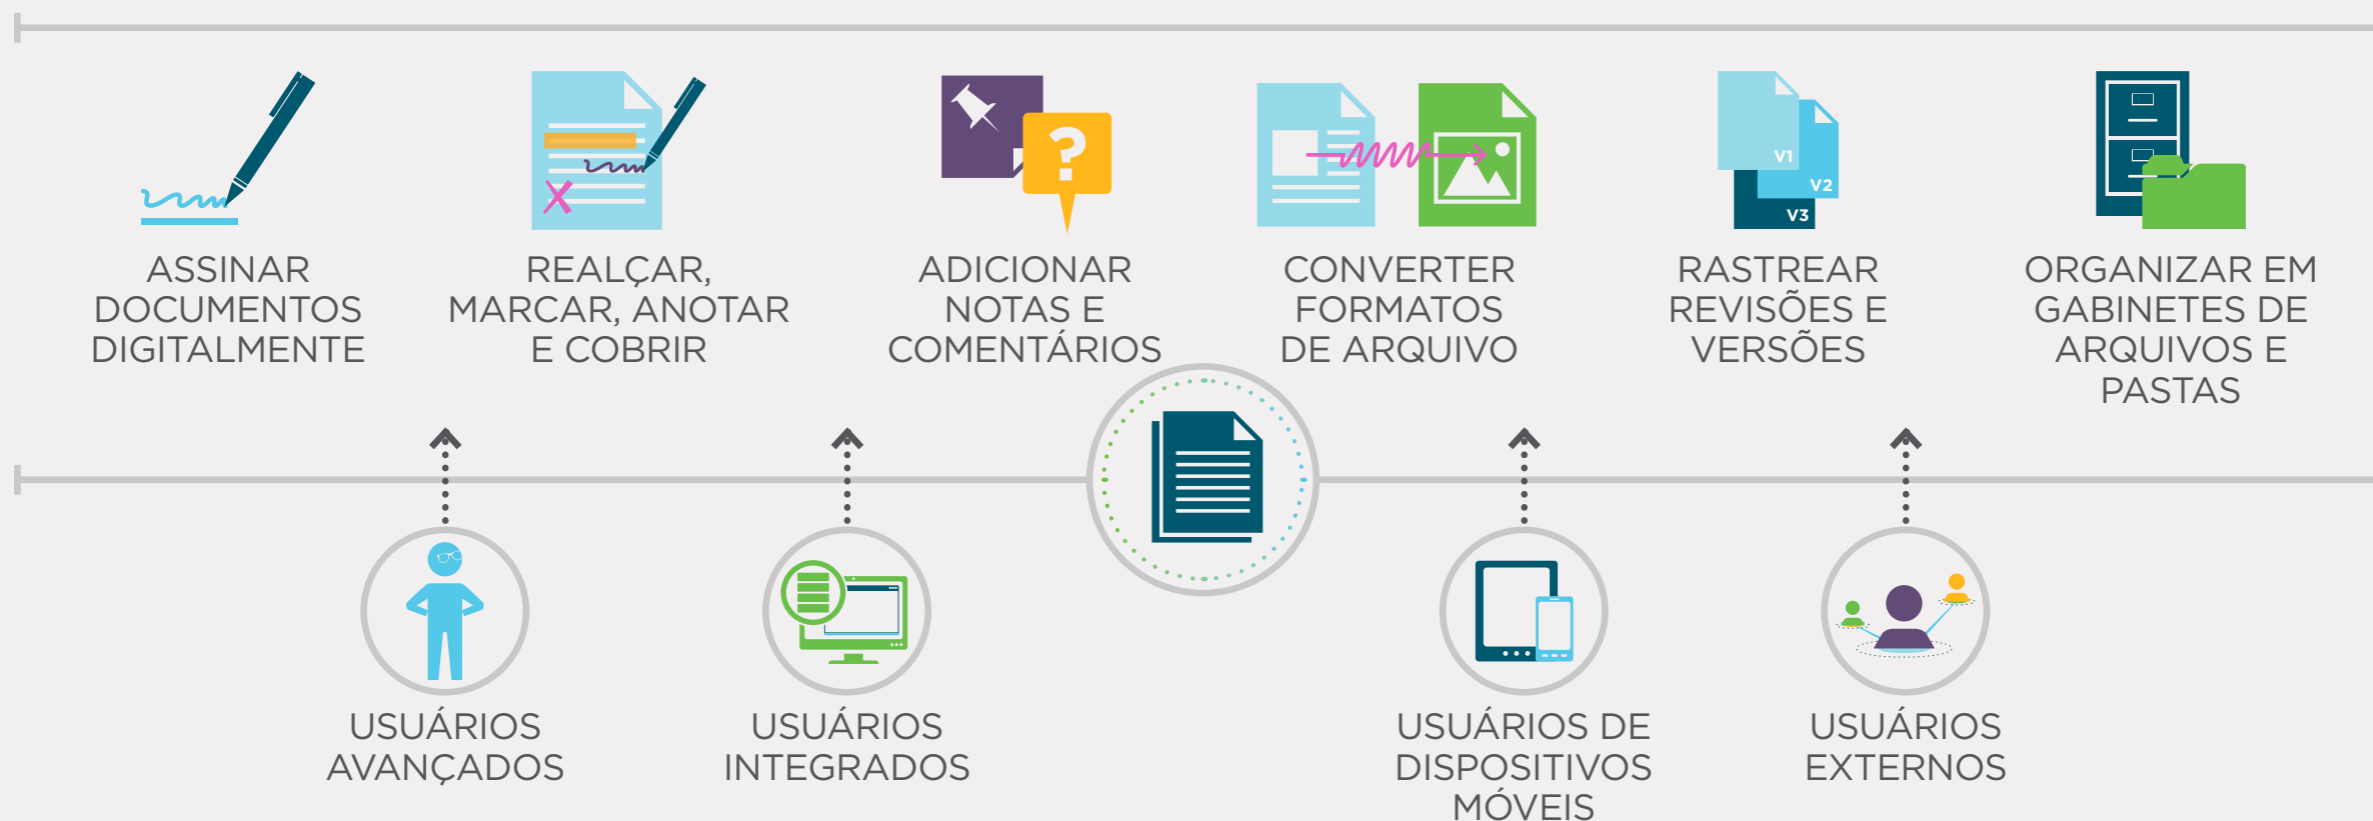 ASSINAR
DOCUMENTOS
DIGITALMENTE
REALÇAR,
MARCAR, ANOTAR
E COBRIR
?
ADICIONAR
NOTAS E
COMENTÁRIOS
CONVERTER
FORMATOS
DE ARQUIVO
V1
V2
V3
RASTREAR
REVISÕES E
VERSÕES
ORGANIZAR EM
GABINETES DE
ARQUIVOS E
PASTAS
USUÁRIOS
AVANÇADOS
USUÁRIOS
INTEGRADOS
USUÁRIOS DE
DISPOSITIVOS
MÓVEIS
USUÁRIOS
EXTERNOS